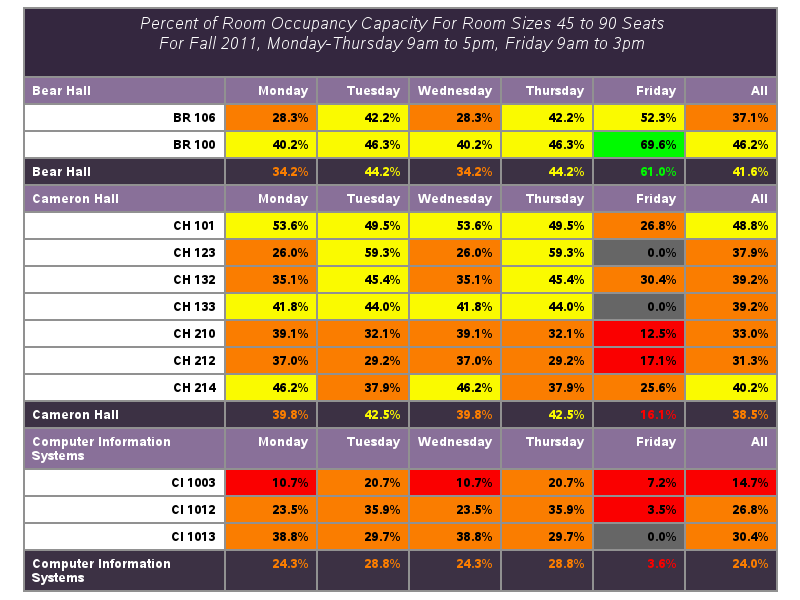 Percent of Room Occupancy Capacity For Room Sizes 45 to 90 Seats
For Fall 2011, Monday-Thursday 9am to 5pm, Friday 9am to 3pm
Bear Hall Monday Tuesday Wednesday Thursday Friday All
BR 106 28.3% 42.2% 28.3% 42.2% 52.3% 37.1%
BR 100 40.2% 46.3% 40.2% 46.3% 69.6% 46.2%
Bear Hall 34.2% 44.2% 34.2% 44.2% 61.0% 41.6%
Cameron Hall Monday Tuesday Wednesday Thursday Friday All
CH 101 53.6% 49.5% 53.6% 49.5% 26.8% 48.8%
CH 123 26.0% 59.3% 26.0% 59.3% 0.0% 37.9%
CH 132 35.1% 45.4% 35.1% 45.4% 30.4% 39.2%
CH 133 41.8% 44.0% 41.8% 44.0% 0.0% 39.2%
CH 210 39.1% 32.1% 39.1% 32.1% 12.5% 33.0%
CH 212 37.0% 29.2% 37.0% 29.2% 17.1% 31.3%
CH 214 46.2% 37.9% 46.2% 37.9% 25.6% 40.2%
Cameron Hall 39.8% 42.5% 39.8% 42.5% 16.1% 38.5%
Computer Information Monday Tuesday Wednesday Thursday Friday All
Systems
CI 1003 10.7% 20.7% 10.7% 20.7% 7.2% 14.7%
CI 1012 23.5% 35.9% 23.5% 35.9% 3.5% 26.8%
CI 1013 38.8% 29.7% 38.8% 29.7% 0.0% 30.4%
Computer Information 24.3% 28.8% 24.3% 28.8% 3.6% 24.0%
Systems